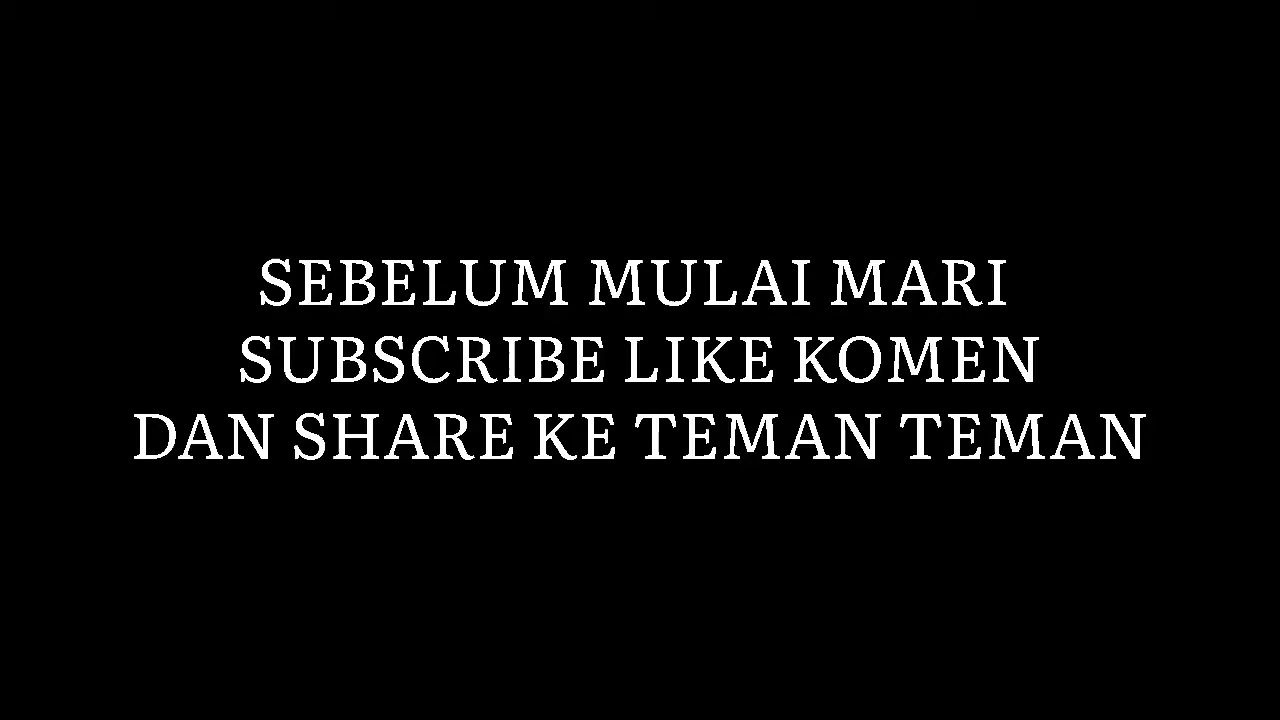 SEBELUM MULAI MARI
SUBSCRIBE LIKE KOMEN
DAN SHARE KE TEMAN TEMAN